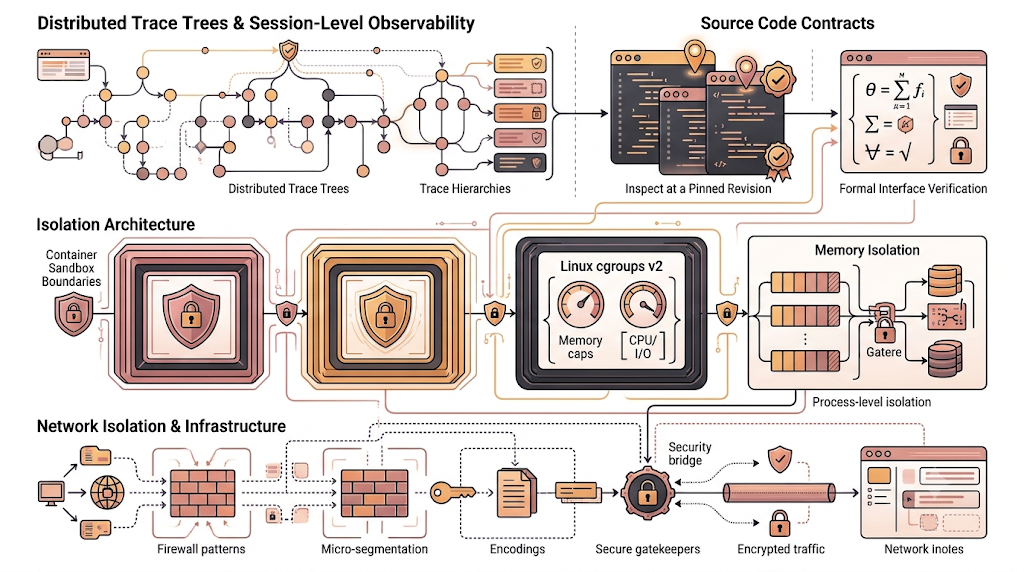 Distributed Trace Trees & Session-Level Observability
Source Code Contracts
θ = Σ fᵢ
M
μ=1
Σ =
∀ = √
Distributed Trace Trees
Trace Hierarchies
Inspect at a Pinned Revision
Formal Interface Verification
Isolation Architecture
Container
Sandbox
Boundaries
Linux cgroups v2
Memory
caps
CPU/
I/O
Memory Isolation
Gatere
Process-level isolation
Network Isolation & Infrastructure
Security
bridge
Firewall patterns
Micro-segmentation
Encodings
Secure gatekeepers
Encrypted traffic
Network inotes